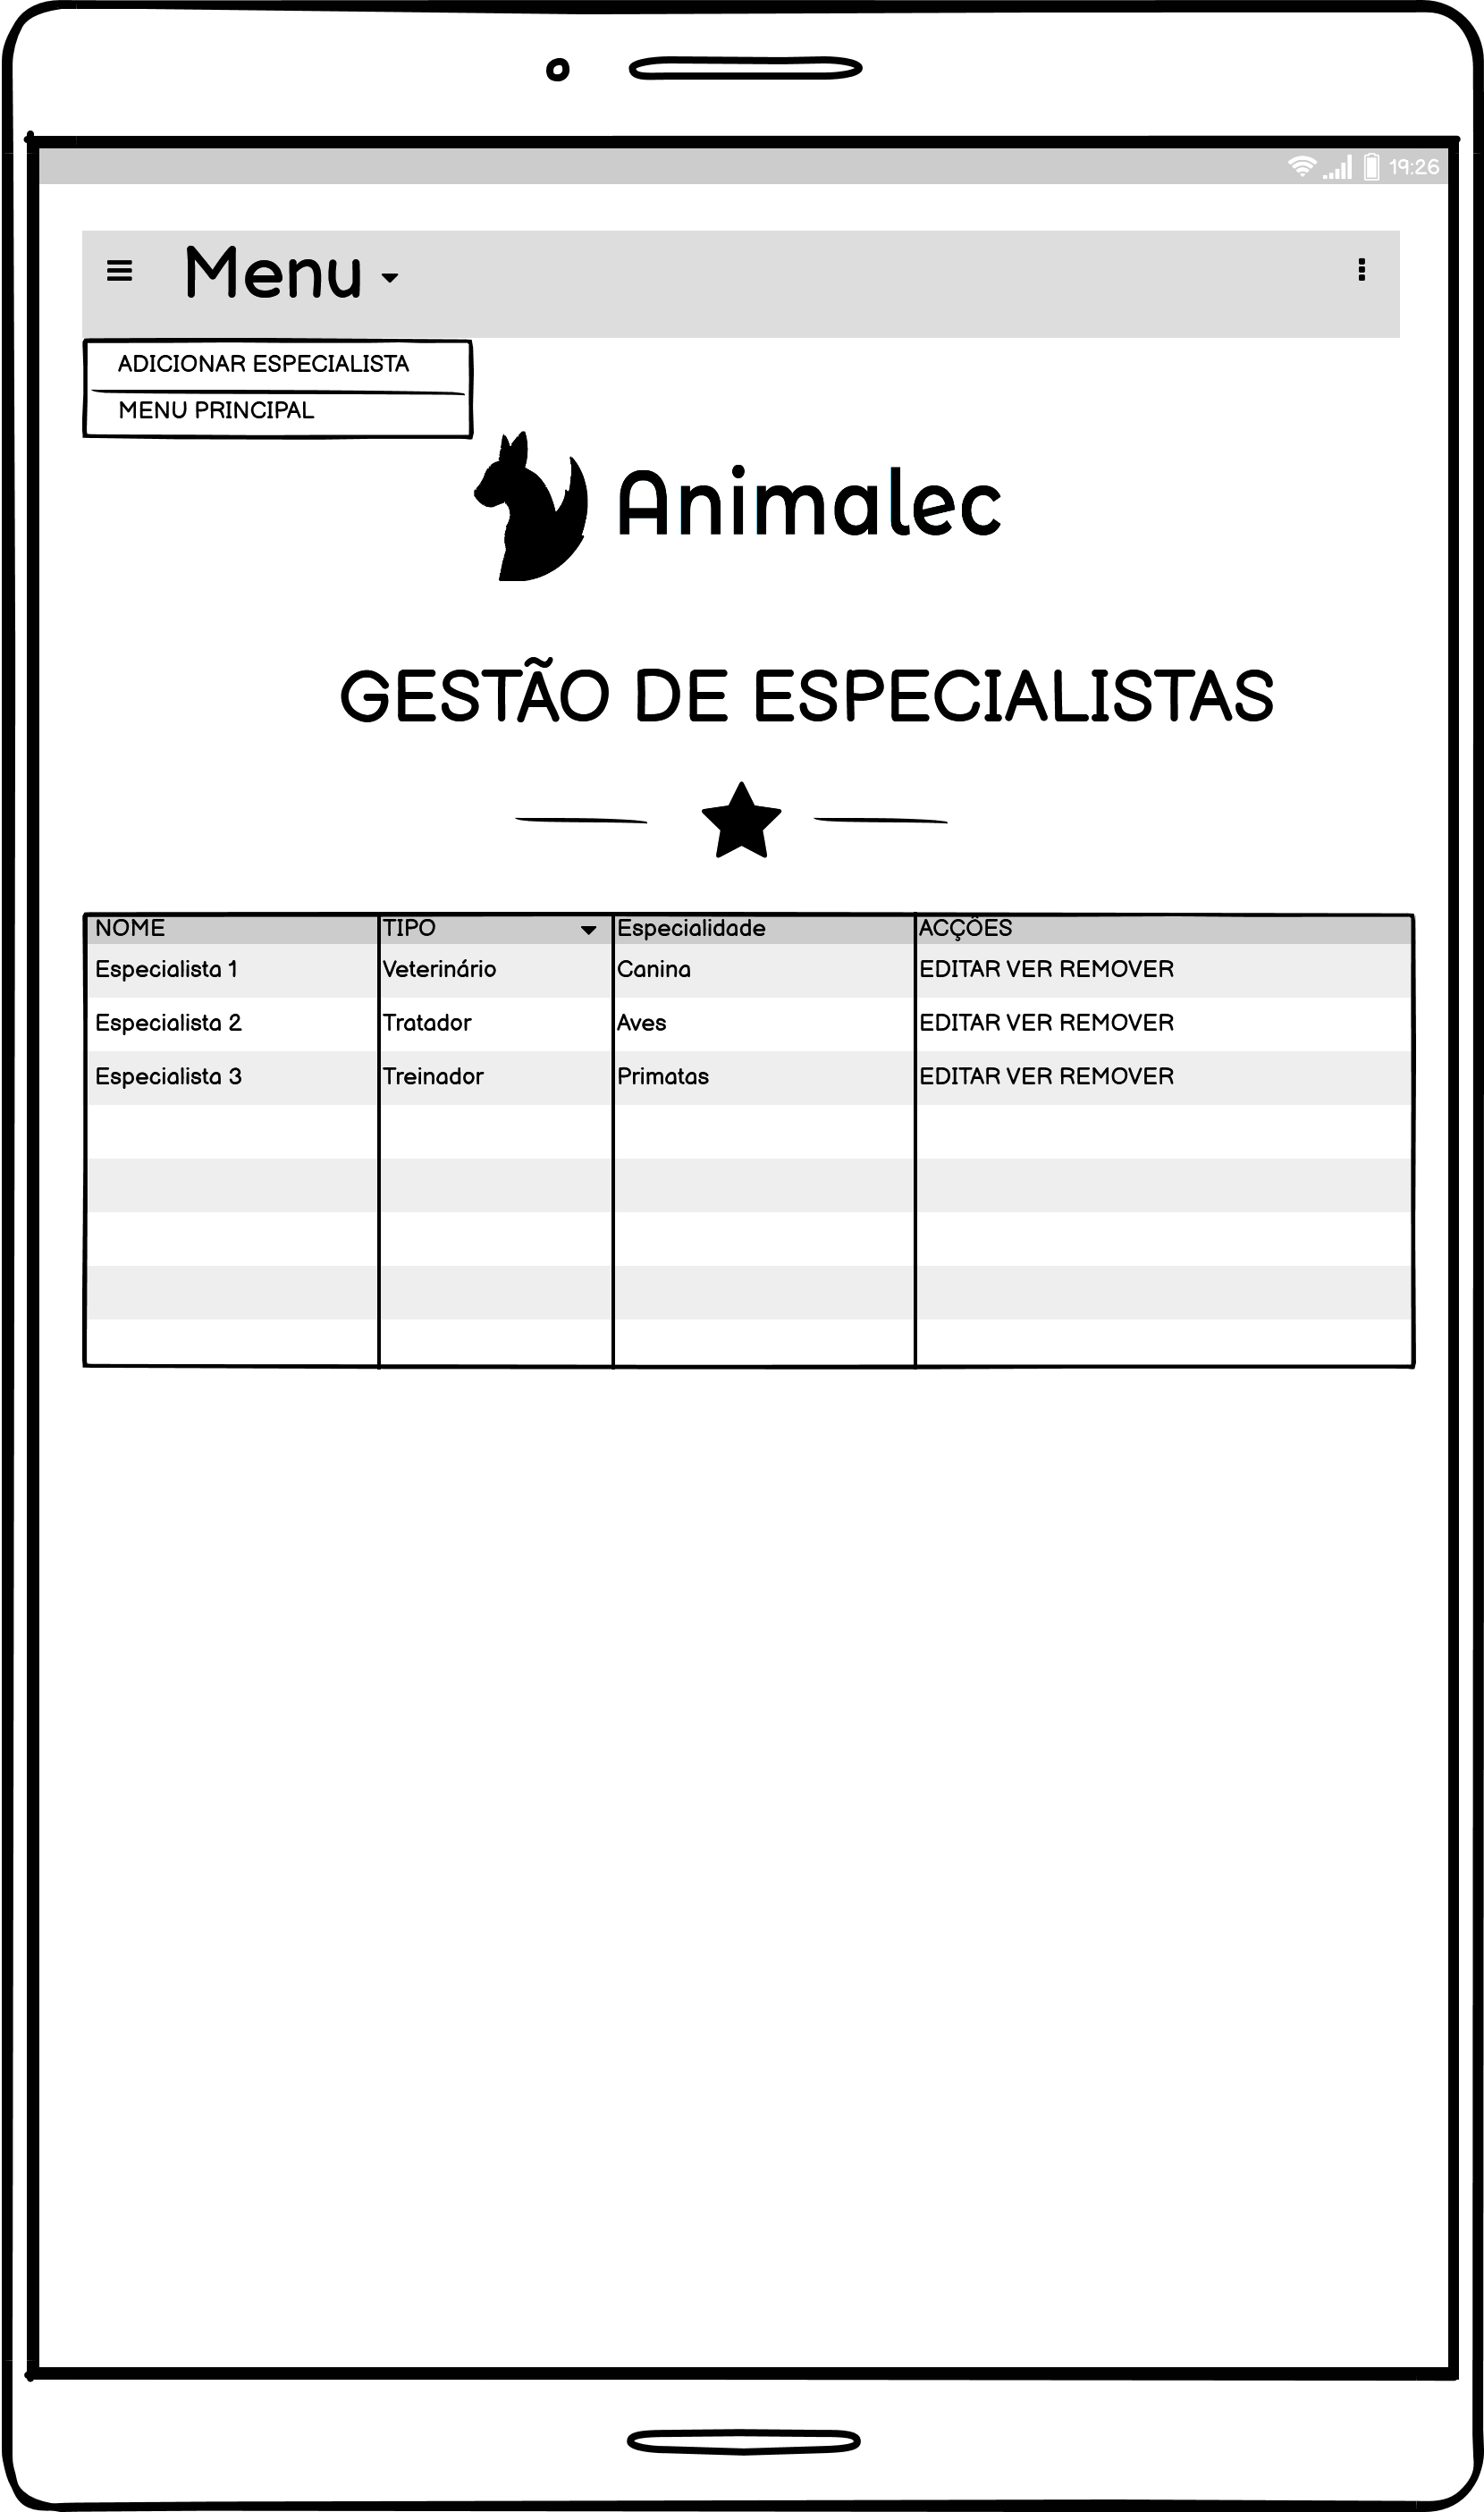 19:26
Menu
ADICIONAR ESPECIALISTA
MENU PRINCIPAL
Animalec
GESTÃO DE ESPECIALISTAS
NOME TIPO Especialidade ACÇÕES
Especialista 1 Veterinário Canina EDITAR VER REMOVER
Especialista 2 Tratador Aves EDITAR VER REMOVER
Especialista 3 Treinador Primatas EDITAR VER REMOVER